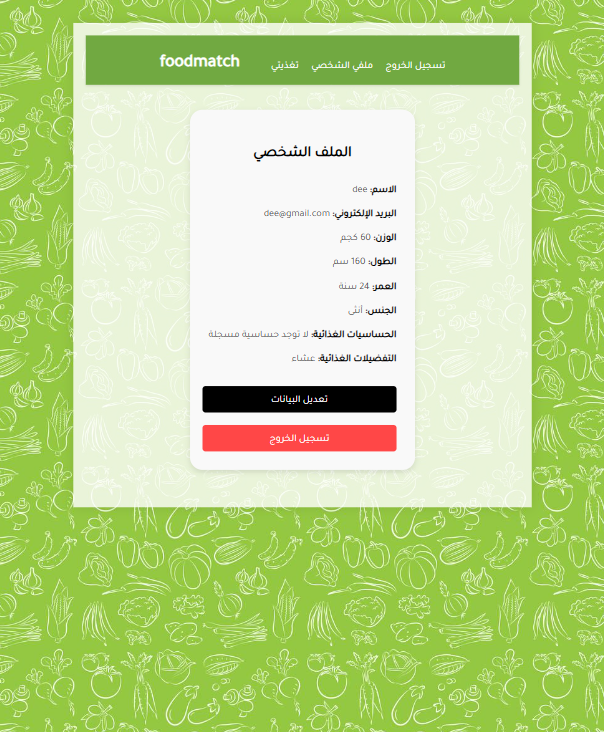 foodmatch
تسجيل الخروج
ملفي الشخصي
تغذيتي
الملف الشخصي
الاسم: dee
البريد الإلكتروني: dee@gmail.com
الوزن: 60 كجم
الطول: 160 سم
العمر: 24 سنة
الجنس: أنثى
الحساسيات الغذائية: لا توجد حساسية مسجلة
التفضيلات الغذائية: عشاء
تعديل البيانات
تسجيل الخروج